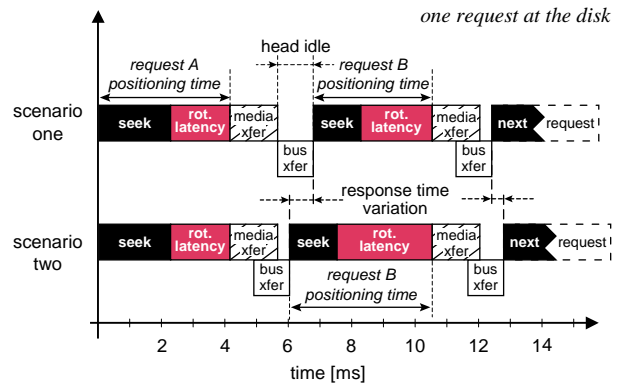 one request at the disk
head idle
request A
positioning time
request B
positioning time
scenario
one
seek
rot.
latency
media
xfer
bus
xfer
seek
rot.
latency
media
xfer
bus
xfer
next
request
response time
variation
scenario
two
seek
rot.
latency
media
xfer
bus
xfer
seek
rot.
latency
media
xfer
bus
xfer
next
request
request B
positioning time
2 4 6 8 10 12 14
time [ms]